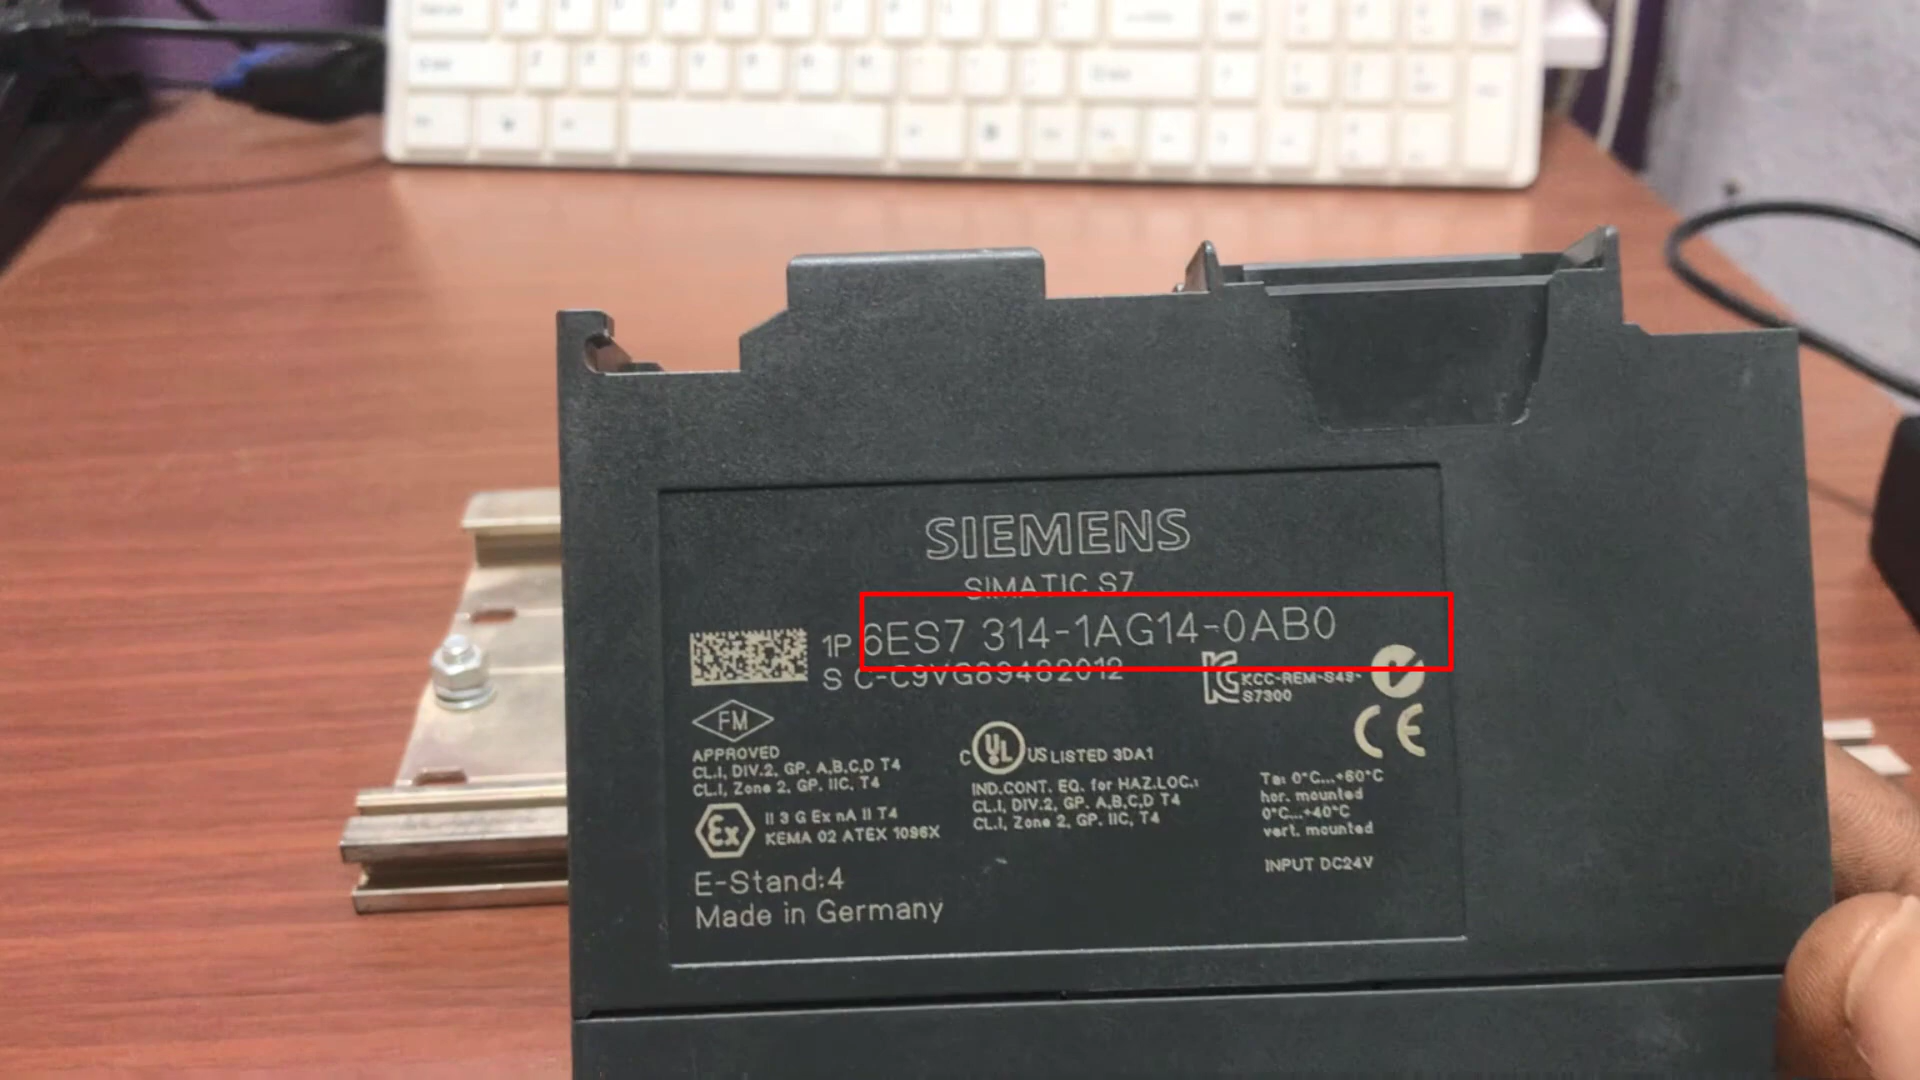 SIEMENS
SIMATIC S7
1P 6ES7 314-1AG14-0AB0
S C-C9VG89482012
KCC-REM-S49-
S7300
FM
APPROVED
CL.I, DIV.2, GP. A,B,C,D T4
CL.I, Zone 2, GP. IIC, T4
Ex
II 3 G Ex nA II T4
KEMA 02 ATEX 1096X
C UL US LISTED 3DA1
IND.CONT. EQ. for HAZ.LOC.:
CL.I, DIV.2, GP. A,B,C,D T4
CL.I, Zone 2, GP. IIC, T4
CE
Ta: 0°C...+60°C
hor. mounted
0°C...+40°C
vert. mounted
INPUT DC24V
E-Stand:4
Made in Germany